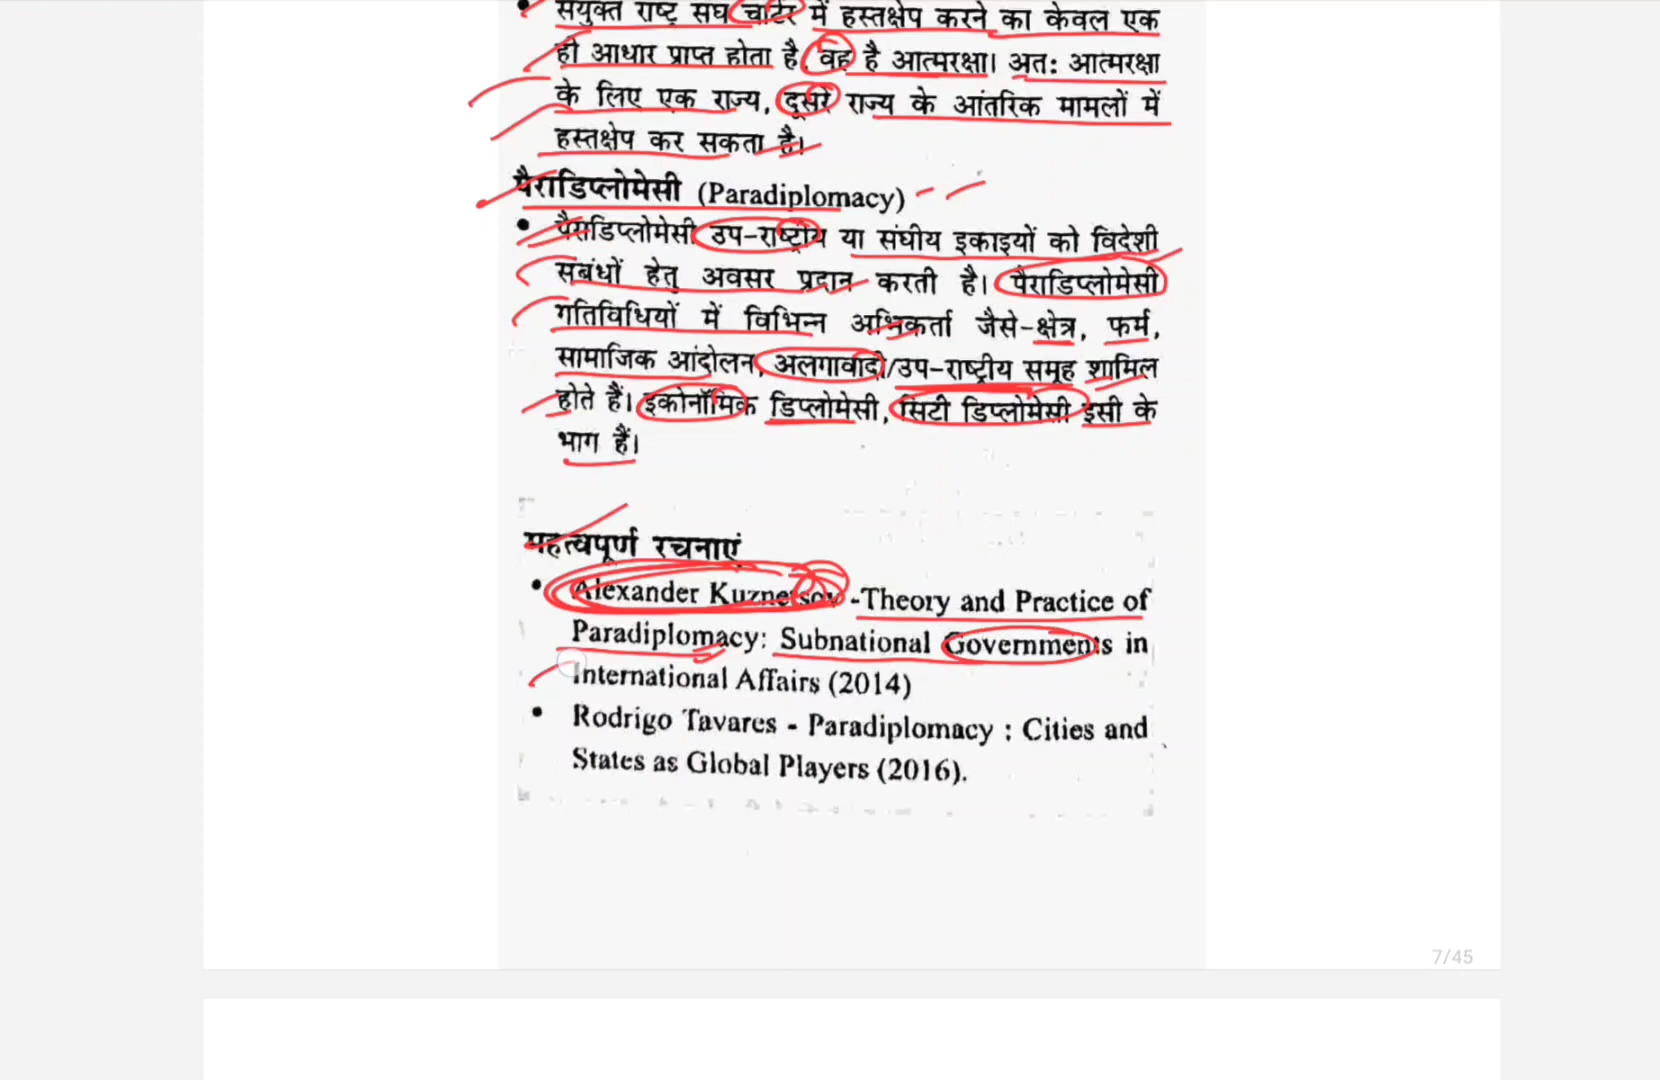 संयुक्त राष्ट्र संघ चार्टर में हस्तक्षेप करने का केवल एक
ही आधार प्राप्त होता है, वह है आत्मरक्षा। अत: आत्मरक्षा
के लिए एक राज्य, दूसरे राज्य के आंतरिक मामलों में
हस्तक्षेप कर सकता है।
पैराडिप्लोमेसी (Paradiplomacy)
• पैराडिप्लोमेसी उप-राष्ट्रीय या संघीय इकाइयों को विदेशी
संबंधों हेतु अवसर प्रदान करती है। पैराडिप्लोमेसी
गतिविधियों में विभिन्न अभिकर्ता जैसे-क्षेत्र, फर्म,
सामाजिक आंदोलन, अलगावादी/उप-राष्ट्रीय समूह शामिल
होते हैं। इकोनॉमिक डिप्लोमेसी, सिटी डिप्लोमेसी इसी के
भाग हैं।
महत्वपूर्ण रचनाएं
• Alexander Kuznetsov -Theory and Practice of
Paradiplomacy: Subnational Governments in
International Affairs (2014)
• Rodrigo Tavares - Paradiplomacy : Cities and
States as Global Players (2016).
7/45